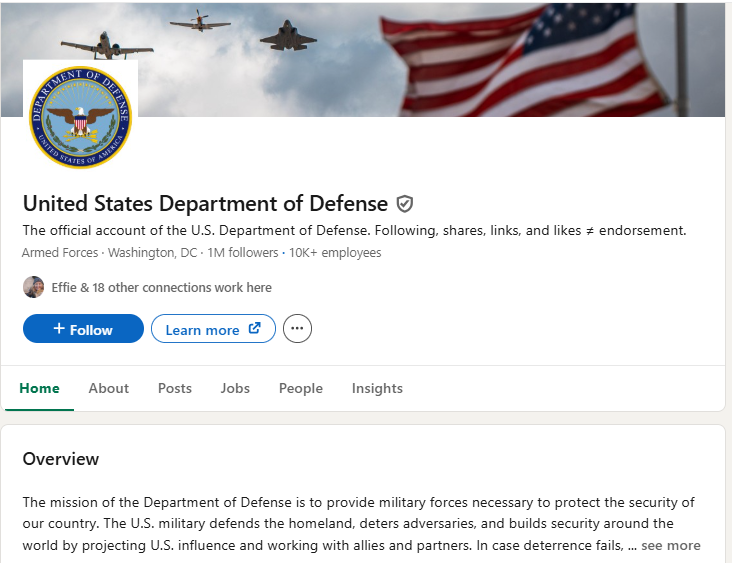 DEPARTMENT OF DEFENSE
UNITED STATES OF AMERICA
United States Department of Defense
The official account of the U.S. Department of Defense. Following, shares, links, and likes ≠ endorsement.
Armed Forces · Washington, DC · 1M followers · 10K+ employees
Effie & 18 other connections work here
+ Follow
Learn more
Home About Posts Jobs People Insights
Overview
The mission of the Department of Defense is to provide military forces necessary to protect the security of
our country. The U.S. military defends the homeland, deters adversaries, and builds security around the
world by projecting U.S. influence and working with allies and partners. In case deterrence fails, ... see more